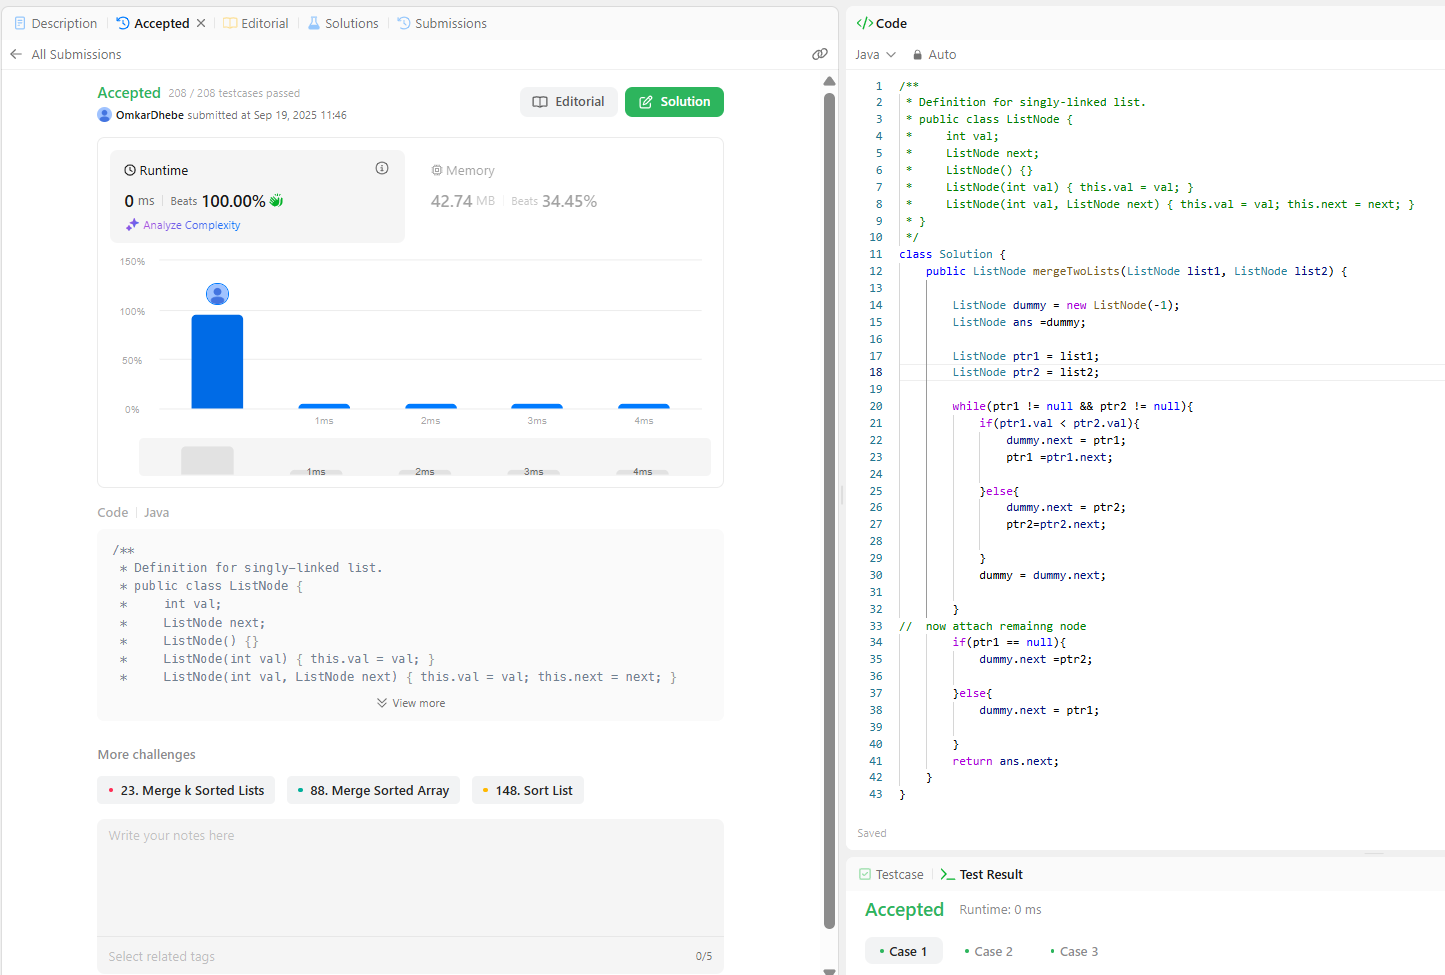 Description
Accepted
Editorial
Solutions
Submissions
All Submissions
Accepted 208 / 208 testcases passed
OmkarDhebe submitted at Sep 19, 2025 11:46
Editorial
Solution
Runtime
0 ms Beats 100.00%
Analyze Complexity
Memory
42.74 MB Beats 34.45%
150%
100%
50%
0%
1ms 2ms 3ms 4ms
1ms 2ms 3ms 4ms
Code Java
/**
* Definition for singly-linked list.
* public class ListNode {
*     int val;
*     ListNode next;
*     ListNode() {}
*     ListNode(int val) { this.val = val; }
*     ListNode(int val, ListNode next) { this.val = val; this.next = next; }
View more
More challenges
23. Merge k Sorted Lists
88. Merge Sorted Array
148. Sort List
Write your notes here
Select related tags 0/5
</> Code
Java Auto
1 /**
2  * Definition for singly-linked list.
3  * public class ListNode {
4  *     int val;
5  *     ListNode next;
6  *     ListNode() {}
7  *     ListNode(int val) { this.val = val; }
8  *     ListNode(int val, ListNode next) { this.val = val; this.next = next; }
9  * }
10  */
11 class Solution {
12     public ListNode mergeTwoLists(ListNode list1, ListNode list2) {
13
14         ListNode dummy = new ListNode(-1);
15         ListNode ans =dummy;
16
17         ListNode ptr1 = list1;
18         ListNode ptr2 = list2;
19
20         while(ptr1 != null && ptr2 != null){
21             if(ptr1.val < ptr2.val){
22                 dummy.next = ptr1;
23                 ptr1 =ptr1.next;
24
25             }else{
26                 dummy.next = ptr2;
27                 ptr2=ptr2.next;
28
29             }
30             dummy = dummy.next;
31
32         }
33 //  now attach remainng node
34         if(ptr1 == null){
35             dummy.next =ptr2;
36
37         }else{
38             dummy.next = ptr1;
39
40         }
41         return ans.next;
42     }
43 }
Saved
Testcase
Test Result
Accepted Runtime: 0 ms
Case 1
Case 2
Case 3